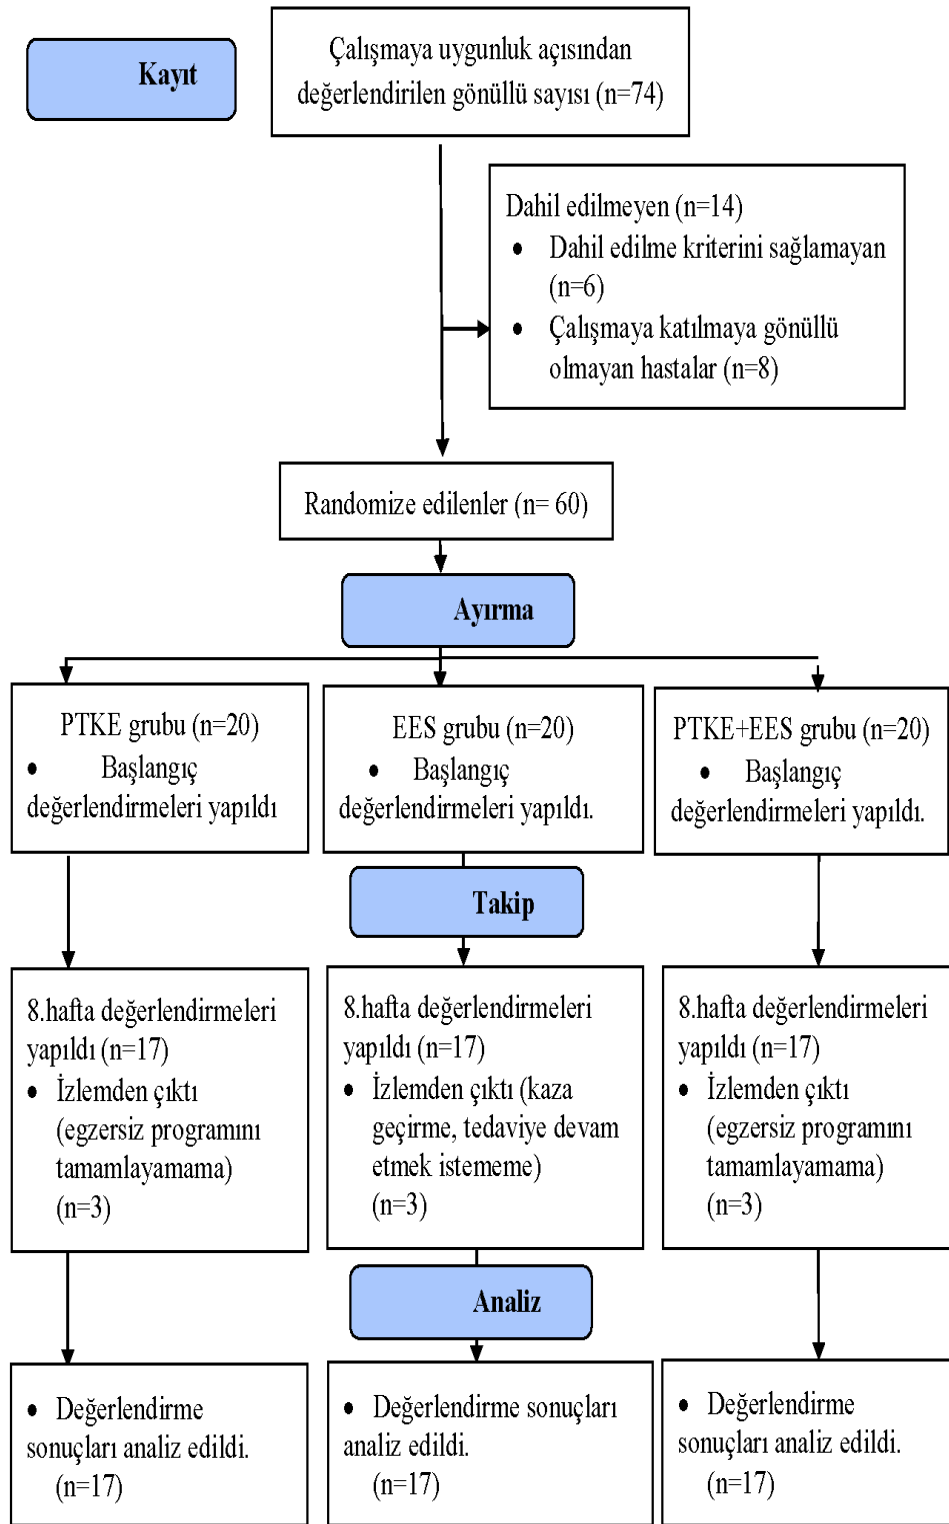 Kayıt
Çalışmaya uygunluk açısından
değerlendirilen gönüllü sayısı (n=74)
Dahil edilmeyen (n=14)
• Dahil edilme kriterini sağlamayan
(n=6)
• Çalışmaya katılmaya gönüllü
olmayan hastalar (n=8)
Randomize edilenler (n= 60)
Ayırma
PTKE grubu (n=20)
• Başlangıç
değerlendirmeleri yapıldı
EES grubu (n=20)
• Başlangıç
değerlendirmeleri yapıldı.
PTKE+EES grubu (n=20)
• Başlangıç
değerlendirmeleri yapıldı.
Takip
8.hafta değerlendirmeleri
yapıldı (n=17)
• İzlemden çıktı
(egzersiz programını
tamamlayamama)
(n=3)
8.hafta değerlendirmeleri
yapıldı (n=17)
• İzlemden çıktı (kaza
geçirme, tedaviye devam
etmek istememe)
(n=3)
8.hafta değerlendirmeleri
yapıldı (n=17)
• İzlemden çıktı
(egzersiz programını
tamamlayamama)
(n=3)
Analiz
• Değerlendirme
sonuçları analiz edildi.
(n=17)
• Değerlendirme sonuçları
analiz edildi.
(n=17)
• Değerlendirme
sonuçları analiz edildi.
(n=17)